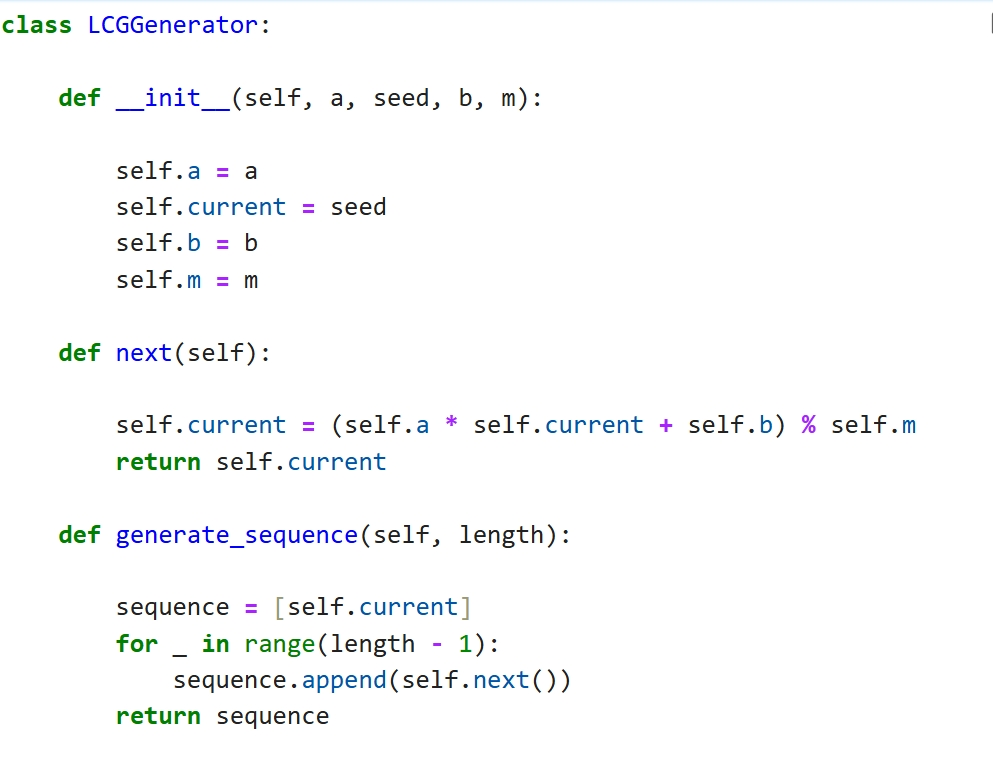 class LCGGenerator:
    def __init__(self, a, seed, b, m):
        self.a = a
        self.current = seed
        self.b = b
        self.m = m
    def next(self):
        self.current = (self.a * self.current + self.b) % self.m
        return self.current
    def generate_sequence(self, length):
        sequence = [self.current]
        for _ in range(length - 1):
            sequence.append(self.next())
        return sequence